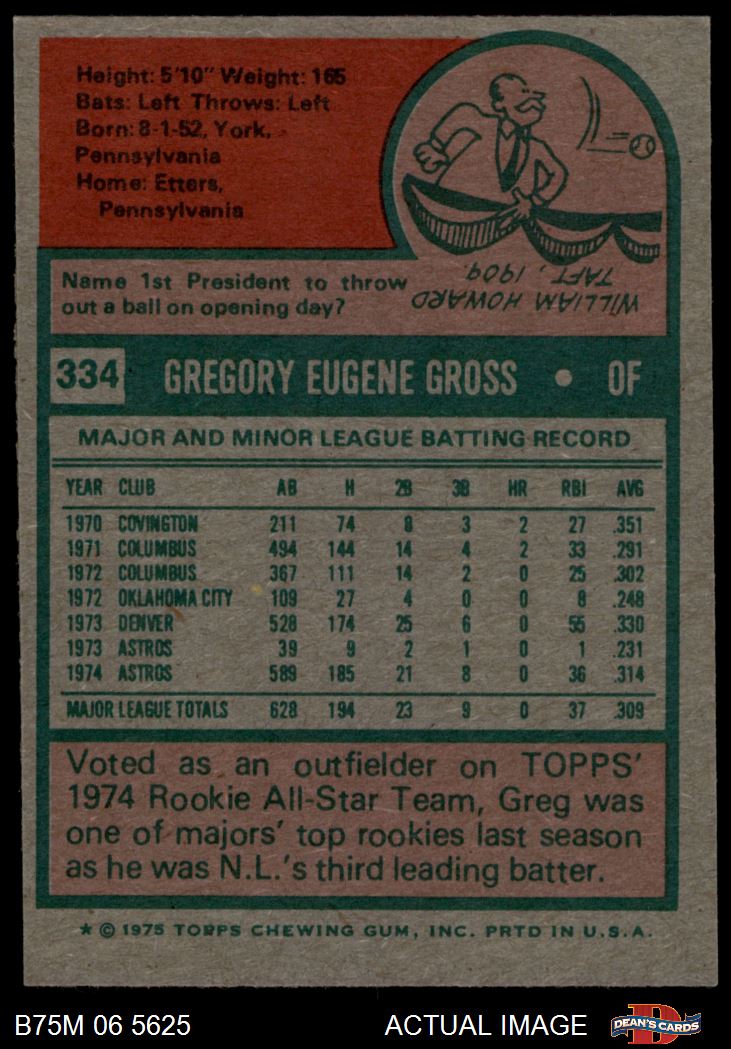 Height: 5'10" Weight: 165
Bats: Left Throws: Left
Born: 8-1-52, York,
Pennsylvania
Home: Etters,
Pennsylvania
Name 1st President to throw
out a ball on opening day?
WILLIAM HOWARD
TAFT, 1909.
334 GREGORY EUGENE GROSS • OF
MAJOR AND MINOR LEAGUE BATTING RECORD
YEAR CLUB AB H 2B 3B HR RBI AVG
1970 COVINGTON 211 74 8 3 2 27 .351
1971 COLUMBUS 494 144 14 4 2 33 .291
1972 COLUMBUS 367 111 14 2 0 25 .302
1972 OKLAHOMA CITY 109 27 4 0 0 8 .248
1973 DENVER 528 174 25 6 0 55 .330
1973 ASTROS 39 9 2 1 0 1 .231
1974 ASTROS 589 185 21 8 0 36 .314
MAJOR LEAGUE TOTALS 628 194 23 9 0 37 .309
Voted as an outfielder on TOPPS'
1974 Rookie All-Star Team, Greg was
one of majors' top rookies last season
as he was N.L.'s third leading batter.
★ © 1975 TOPPS CHEWING GUM, INC. PRTD IN U.S.A.
B75M 06 5625 ACTUAL IMAGE DEAN'S CARDS